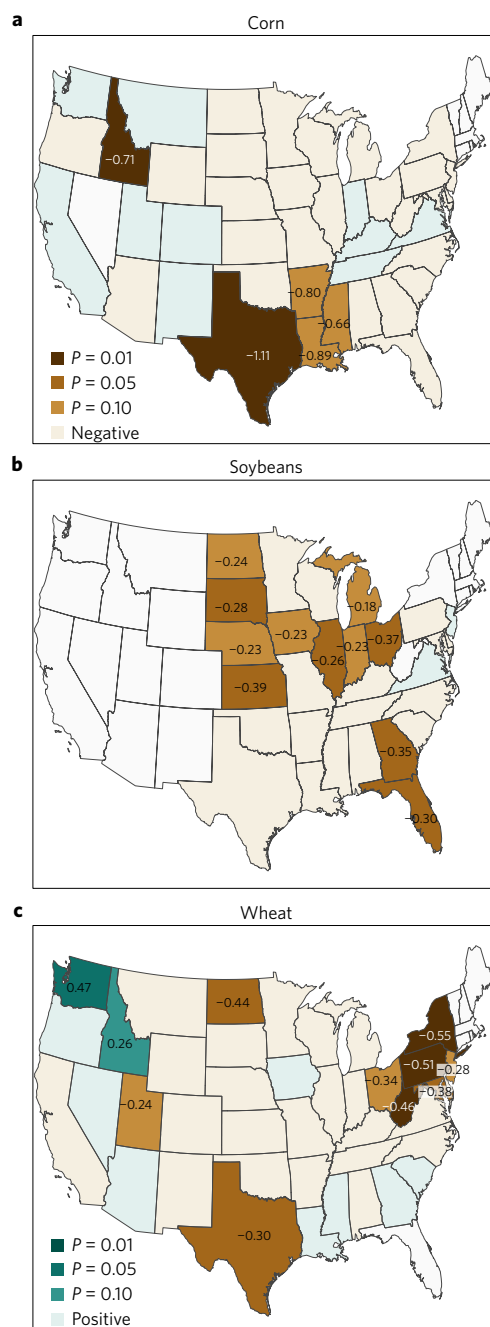 a
Corn
−0.71
−0.80
−0.66
−1.11
−0.89
P = 0.01
P = 0.05
P = 0.10
Negative
b
Soybeans
−0.24
−0.18
−0.28
−0.23
−0.23
−0.23
−0.37
−0.26
−0.39
−0.35
−0.30
c
Wheat
0.47
−0.44
−0.55
0.26
−0.51
−0.28
−0.34
−0.38
−0.24
−0.46
−0.30
P = 0.01
P = 0.05
P = 0.10
Positive